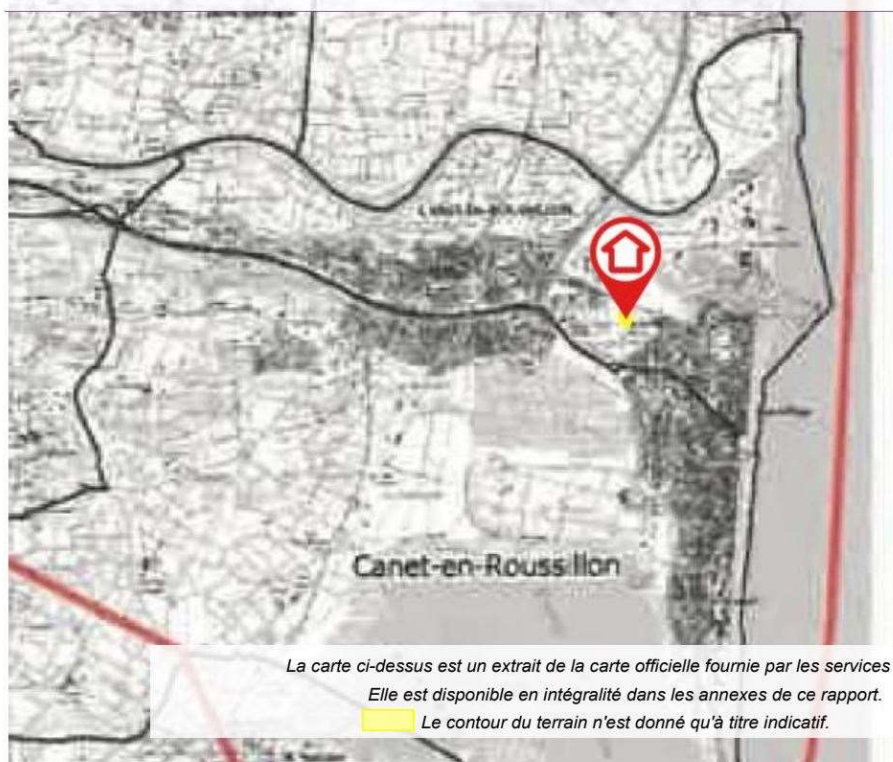 Canet-en-Roussillon
La carte ci-dessus est un extrait de la carte officielle fournie par les services
Elle est disponible en intégralité dans les annexes de ce rapport.
Le contour du terrain n'est donné qu'à titre indicatif.